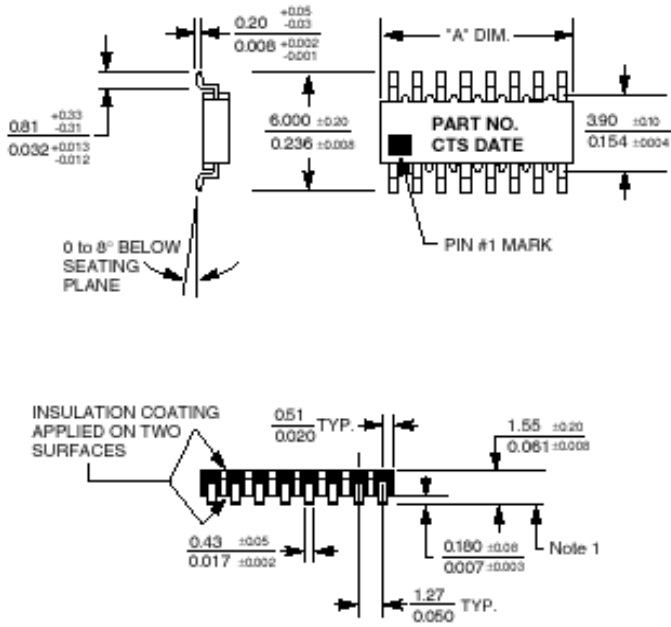 0.20 +0.05 -0.03
0.008 +0.002 -0.001
"A" DIM.
0.81 +0.33 -0.31
0.032 +0.013 -0.012
6.000 ±0.20
0.236 ±0.008
PART NO.
CTS DATE
3.90 ±0.10
0.154 ±0004
PIN #1 MARK
0 to 8° BELOW
SEATING
PLANE
INSULATION COATING
APPLIED ON TWO
SURFACES
0.51
0.020
TYP.
1.55 ±0.20
0.061 ±0.008
0.43 ±0.05
0.017 ±0.002
0.180 ±0.08
0.007 ±0.003
Note 1
1.27
0.050
TYP.